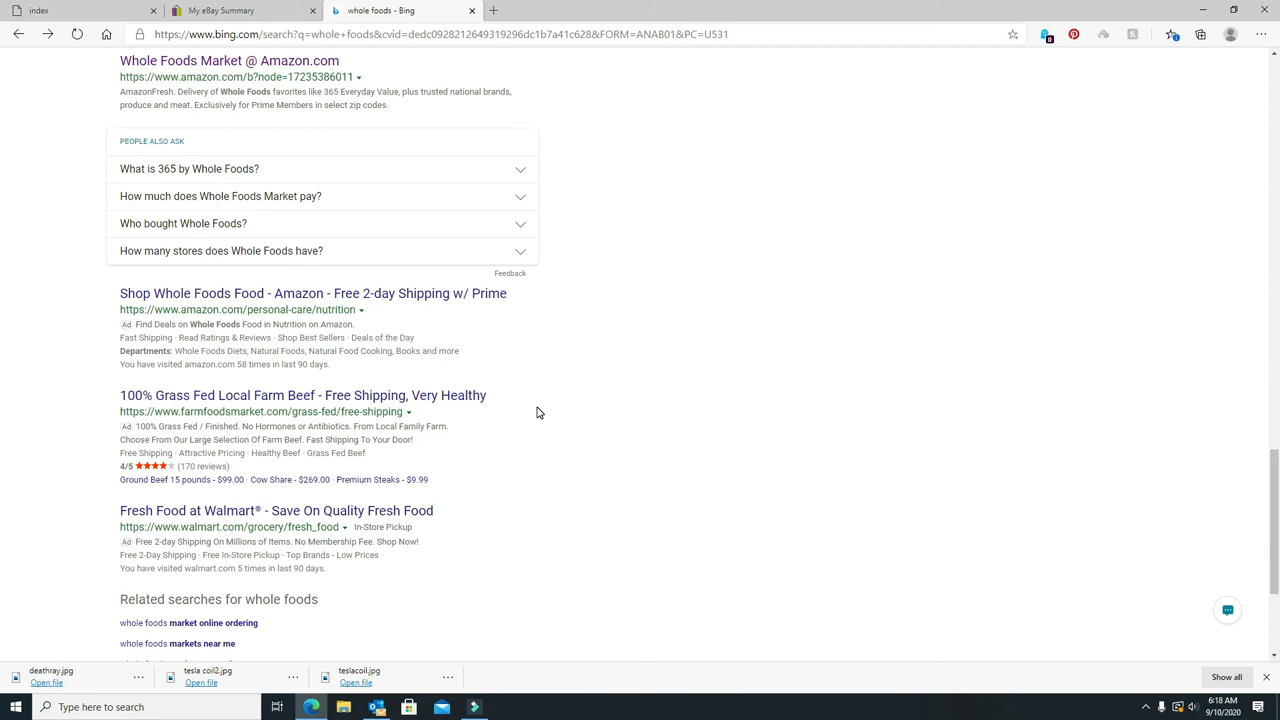 index
My eBay Summary
whole foods - Bing
https://www.bing.com/search?q=whole+foods&cvid=dedc0928212649319296dc1b7a41c628&FORM=ANAB01&PC=U531
Whole Foods Market @ Amazon.com
https://www.amazon.com/b?node=17235386011
AmazonFresh. Delivery of Whole Foods favorites like 365 Everyday Value, plus trusted national brands,
produce and meat. Exclusively for Prime Members in select zip codes.
PEOPLE ALSO ASK
What is 365 by Whole Foods?
How much does Whole Foods Market pay?
Who bought Whole Foods?
How many stores does Whole Foods have?
Feedback
Shop Whole Foods Food - Amazon - Free 2-day Shipping w/ Prime
https://www.amazon.com/personal-care/nutrition
Ad Find Deals on Whole Foods Food in Nutrition on Amazon.
Fast Shipping · Read Ratings & Reviews · Shop Best Sellers · Deals of the Day
Departments: Whole Foods Diets, Natural Foods, Natural Food Cooking, Books and more
You have visited amazon.com 58 times in last 90 days.
100% Grass Fed Local Farm Beef - Free Shipping, Very Healthy
https://www.farmfoodsmarket.com/grass-fed/free-shipping
Ad 100% Grass Fed / Finished. No Hormones or Antibiotics. From Local Family Farm.
Choose From Our Large Selection Of Farm Beef. Fast Shipping To Your Door!
Free Shipping · Attractive Pricing · Healthy Beef · Grass Fed Beef
4/5 ★★★★★ (170 reviews)
Ground Beef 15 pounds - $99.00 · Cow Share - $269.00 · Premium Steaks - $9.99
Fresh Food at Walmart® - Save On Quality Fresh Food
https://www.walmart.com/grocery/fresh_food In-Store Pickup
Ad Free 2-day Shipping On Millions of Items. No Membership Fee. Shop Now!
Free 2-Day Shipping · Free In-Store Pickup · Top Brands - Low Prices
You have visited walmart.com 5 times in last 90 days.
Related searches for whole foods
whole foods market online ordering
whole foods markets near me
deathray.jpg
Open file
tesla coil2.jpg
Open file
teslacoil.jpg
Open file
Show all
Type here to search
6:18 AM
9/10/2020